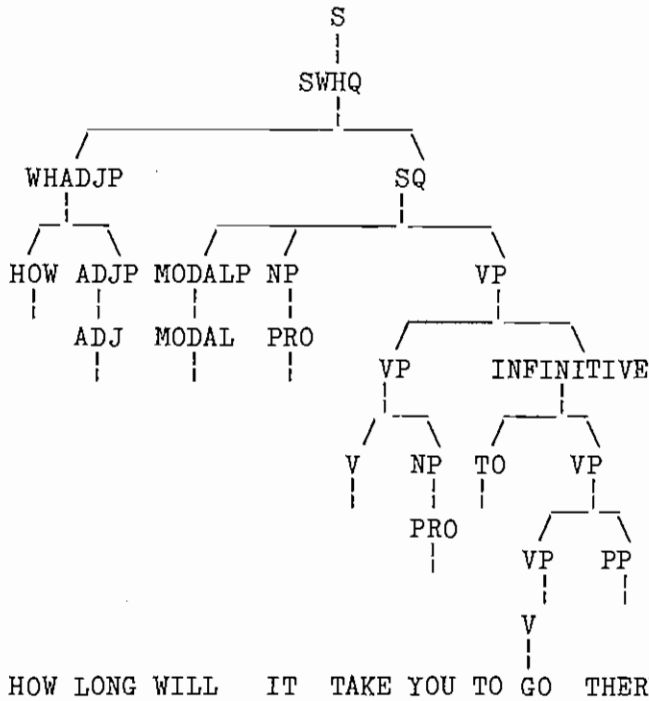 S
SWHQ
WHADJP SQ
HOW ADJP MODALP NP VP
ADJ MODAL PRO
VP INFINITIVE
V NP TO VP
PRO
VP PP
V
HOW LONG WILL IT TAKE YOU TO GO THER